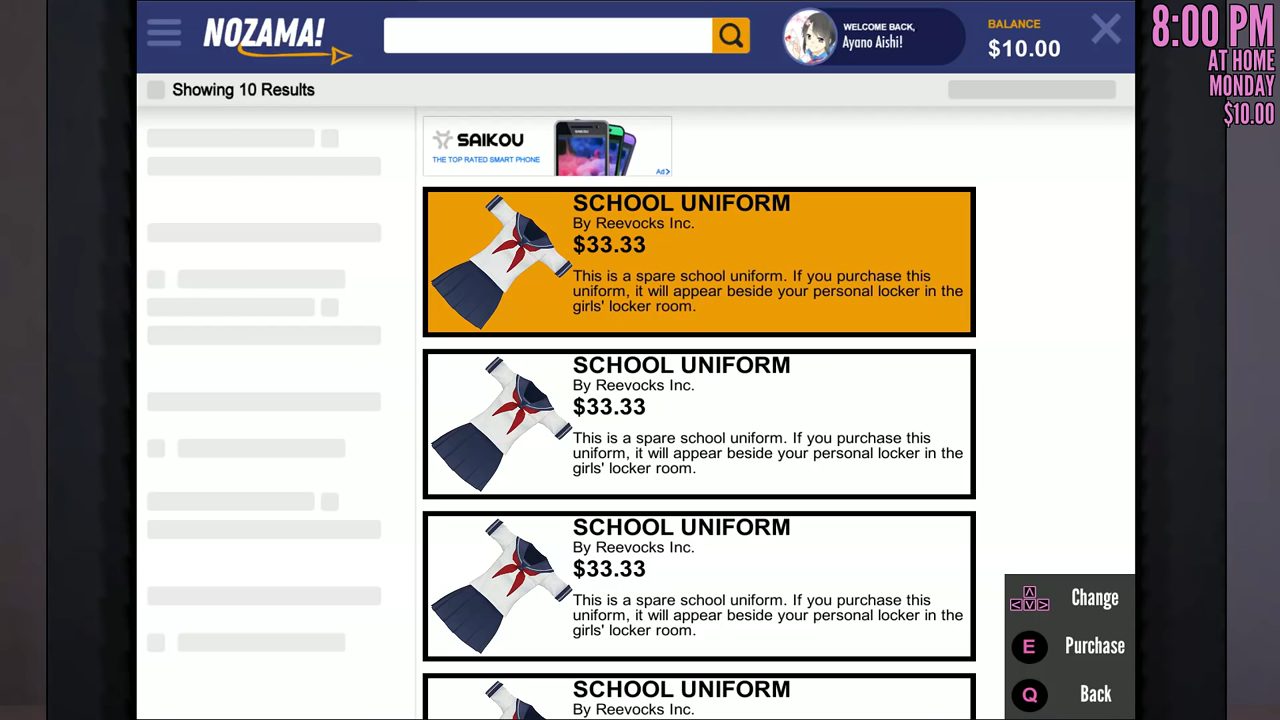 NOZAMA!
WELCOME BACK,
Ayano Aishi!
BALANCE
$10.00
8:00 PM
AT HOME
MONDAY
$10.00
Showing 10 Results
SAIKOU
THE TOP RATED SMART PHONE
Ad
SCHOOL UNIFORM
By Reevocks Inc.
$33.33
This is a spare school uniform. If you purchase this
uniform, it will appear beside your personal locker in the
girls' locker room.
SCHOOL UNIFORM
By Reevocks Inc.
$33.33
This is a spare school uniform. If you purchase this
uniform, it will appear beside your personal locker in the
girls' locker room.
SCHOOL UNIFORM
By Reevocks Inc.
$33.33
This is a spare school uniform. If you purchase this
uniform, it will appear beside your personal locker in the
girls' locker room.
SCHOOL UNIFORM
By Reevocks Inc.
Change
E Purchase
Q Back